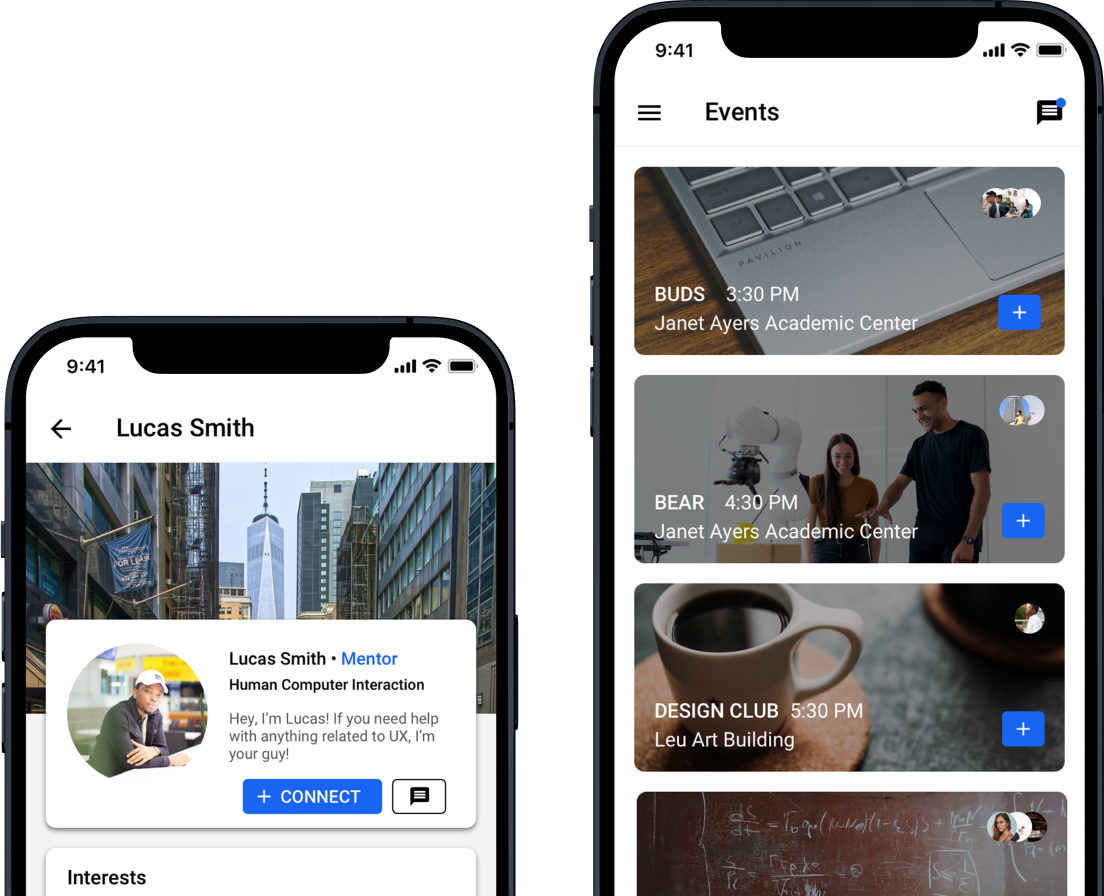 9:41
Lucas Smith
FOR LEASE
Lucas Smith • Mentor
Human Computer Interaction
Hey, I’m Lucas! If you need help
with anything related to UX, I’m
your guy!
+ CONNECT
Interests
9:41
Events
PAVILION
BUDS 3:30 PM
Janet Ayers Academic Center
+
BEAR 4:30 PM
Janet Ayers Academic Center
+
DESIGN CLUB 5:30 PM
Leu Art Building
+